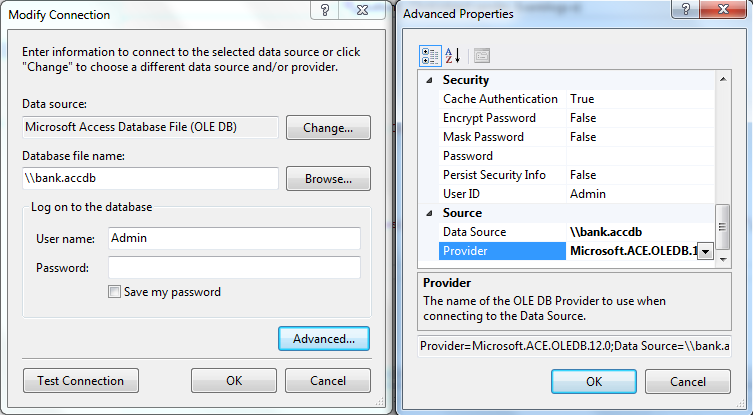 Modify Connection
Enter information to connect to the selected data source or click
"Change" to choose a different data source and/or provider.
Data source:
Microsoft Access Database File (OLE DB)
Change...
Database file name:
\\bank.accdb
Browse...
Log on to the database
User name:
Admin
Password:
Save my password
Advanced...
Test Connection
OK
Cancel
Advanced Properties
Security
Cache Authentication True
Encrypt Password False
Mask Password False
Password
Persist Security Info False
User ID Admin
Source
Data Source \\bank.accdb
Provider Microsoft.ACE.OLEDB.1
Provider
The name of the OLE DB Provider to use when
connecting to the Data Source.
Provider=Microsoft.ACE.OLEDB.12.0;Data Source=\\bank.a
OK
Cancel